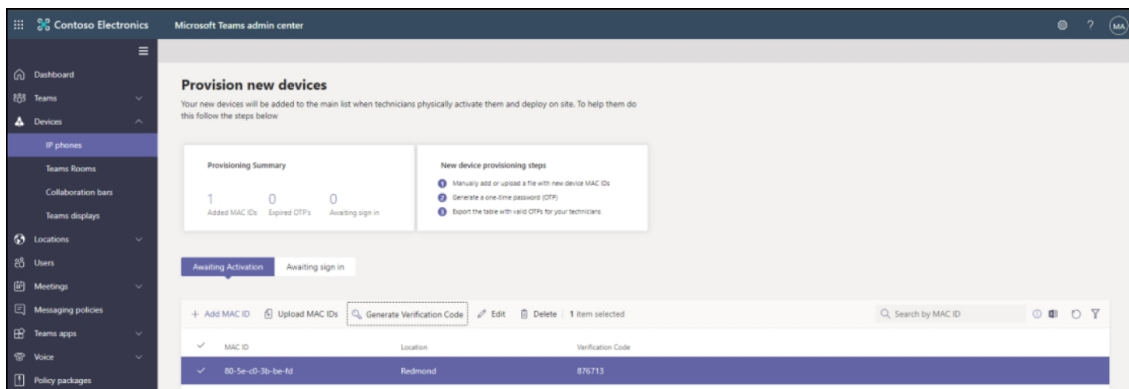 Contoso Electronics
Microsoft Teams admin center
?
MA
Dashboard
Teams
Devices
IP phones
Teams Rooms
Collaboration bars
Teams displays
Locations
Users
Meetings
Messaging policies
Teams apps
Voice
Policy packages
Provision new devices
Your new devices will be added to the main list when technicians physically activate them and deploy on site. To help them do
this follow the steps below
Provisioning Summary
1 0 0
Added MAC IDs Expired OTPs Awaiting sign in
New device provisioning steps
1 Manually add or upload a file with new device MAC IDs
2 Generate a one-time password (OTP)
3 Export the table with valid OTPs for your technicians
Awaiting Activation Awaiting sign in
+ Add MAC ID Upload MAC IDs Generate Verification Code Edit Delete 1 item selected Search by MAC ID
MAC ID Location Verification Code
80-5e-c0-3b-be-fd Redmond 876713